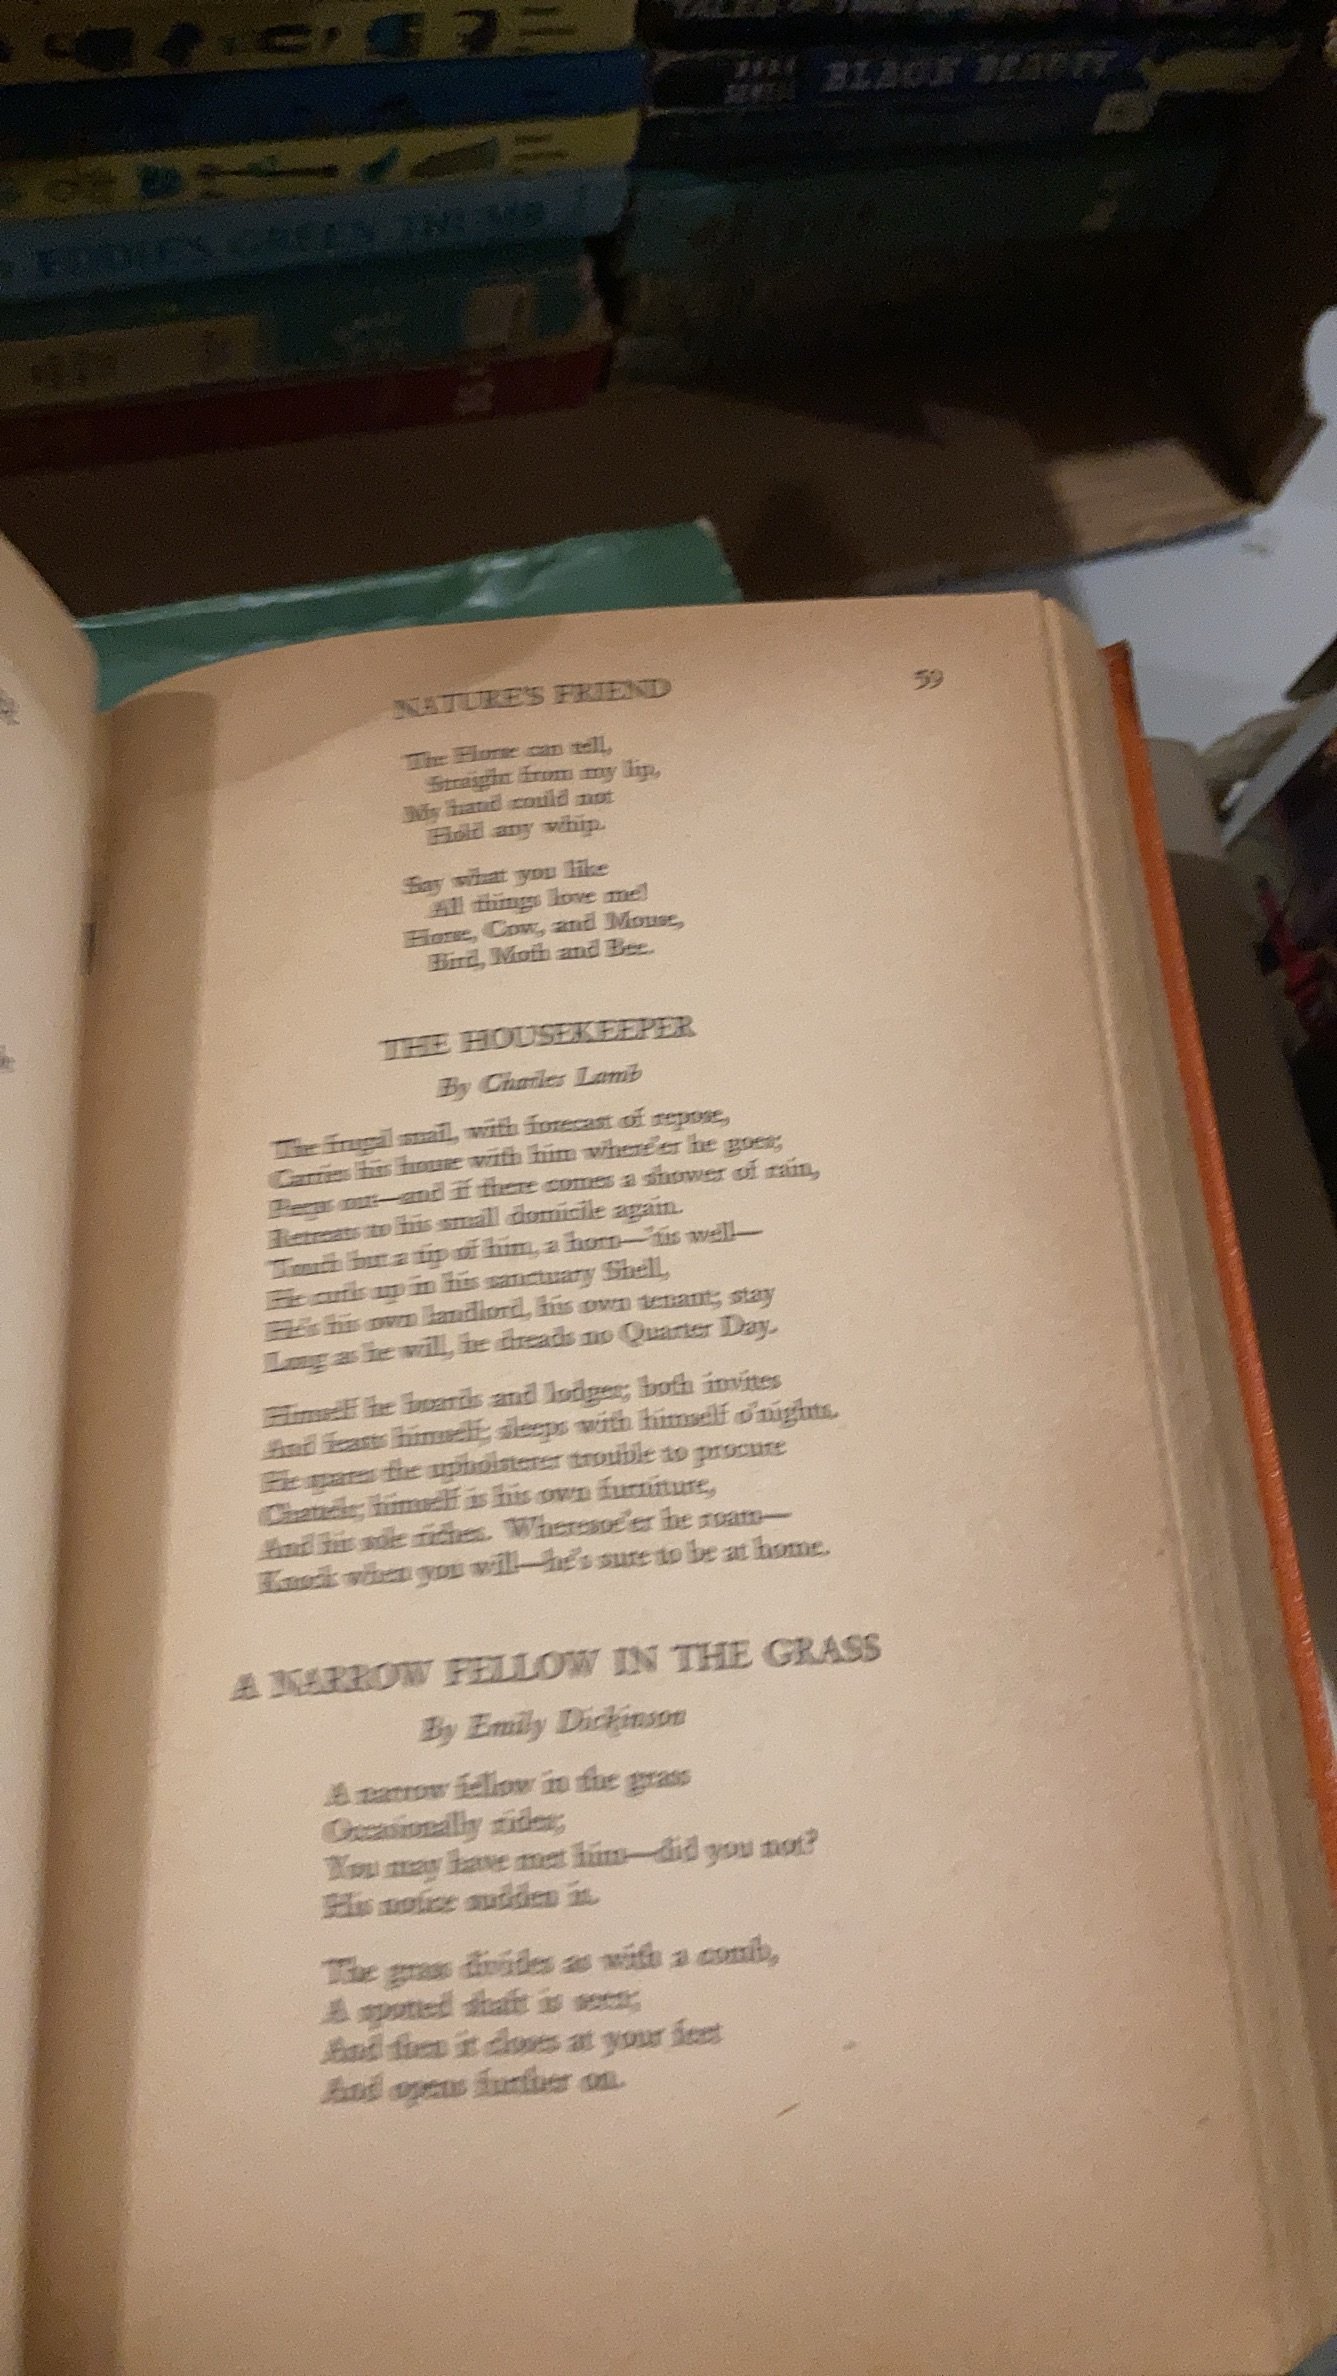 BLACK BEAUTY
GREEN THUMB
NATURE'S FRIEND 59
The Horse can tell,
Straight from my lip,
My hand could not
Hold any whip.
Say what you like
All things love me!
Horse, Cow, and Mouse,
Bird, Moth and Bee.
THE HOUSEKEEPER
By Charles Lamb
The frugal snail, with forecast of repose,
Carries his house with him where'er he goes;
Peeps out—and if there comes a shower of rain,
Retreats to his small domicile again.
Touch but a tip of him, a horn—'tis well—
He curls up in his sanctuary Shell,
He's his own landlord, his own tenant; stay
Long as he will, he dreads no Quarter Day.
Himself he boards and lodges; both invites
And feasts himself; sleeps with himself o'nights.
He spares the upholsterer trouble to procure
Chattels; himself is his own furniture,
And his sole riches. Wheresoe'er he roam—
Knock when you will—he's sure to be at home.
A NARROW FELLOW IN THE GRASS
By Emily Dickinson
A narrow fellow in the grass
Occasionally rides;
You may have met him—did you not?
His notice sudden is.
The grass divides as with a comb,
A spotted shaft is seen;
And then it closes at your feet
And opens further on.